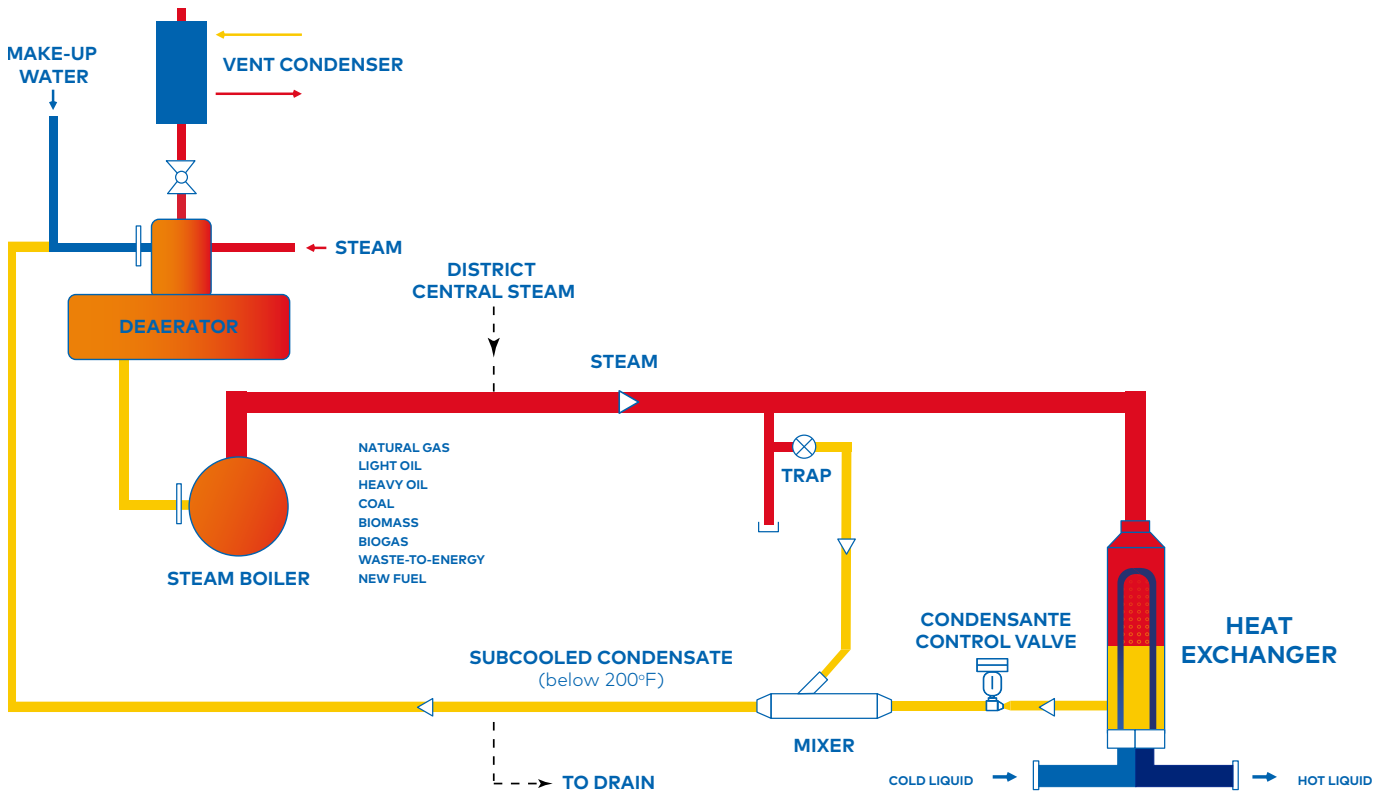 MAKE-UP
WATER
VENT CONDENSER
STEAM
DEAERATOR
DISTRICT
CENTRAL STEAM
STEAM
NATURAL GAS
LIGHT OIL
HEAVY OIL
COAL
BIOMASS
BIOGAS
WASTE-TO-ENERGY
NEW FUEL
TRAP
STEAM BOILER
CONDENSANTE
CONTROL VALVE
HEAT
EXCHANGER
SUBCOOLED CONDENSATE
(below 200ºF)
MIXER
TO DRAIN
COLD LIQUID
HOT LIQUID